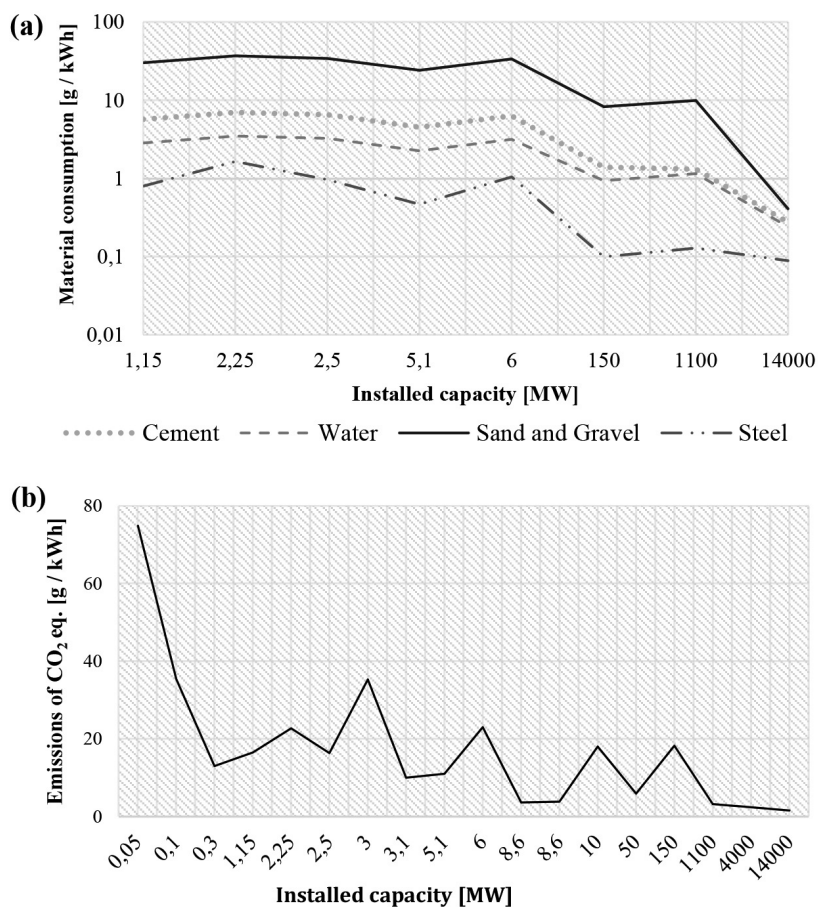 (a)
Material consumption [g / kWh]
100
10
1
0,1
0,01
1,15 2,25 2,5 5,1 6 150 1100 14000
Installed capacity [MW]
Cement Water Sand and Gravel Steel
(b)
Emissions of CO₂ eq. [g / kWh]
80
60
40
20
0
0,05 0,1 0,3 1,15 2,25 2,5 3 3,1 5,1 6 8,6 8,6 10 50 150 1100 4000 14000
Installed capacity [MW]